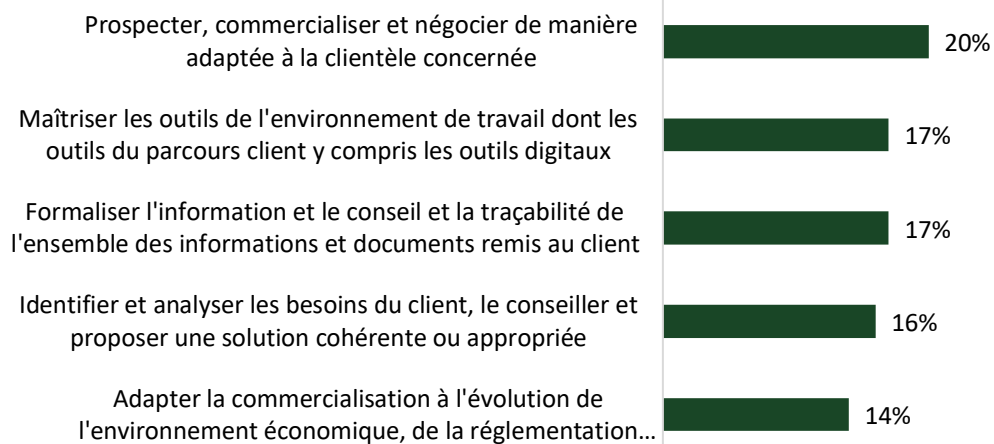 Prospecter, commercialiser et négocier de manière
adaptée à la clientèle concernée
20%
Maîtriser les outils de l'environnement de travail dont les
outils du parcours client y compris les outils digitaux
17%
Formaliser l'information et le conseil et la traçabilité de
l'ensemble des informations et documents remis au client
17%
Identifier et analyser les besoins du client, le conseiller et
proposer une solution cohérente ou appropriée
16%
Adapter la commercialisation à l'évolution de
l'environnement économique, de la réglementation…
14%